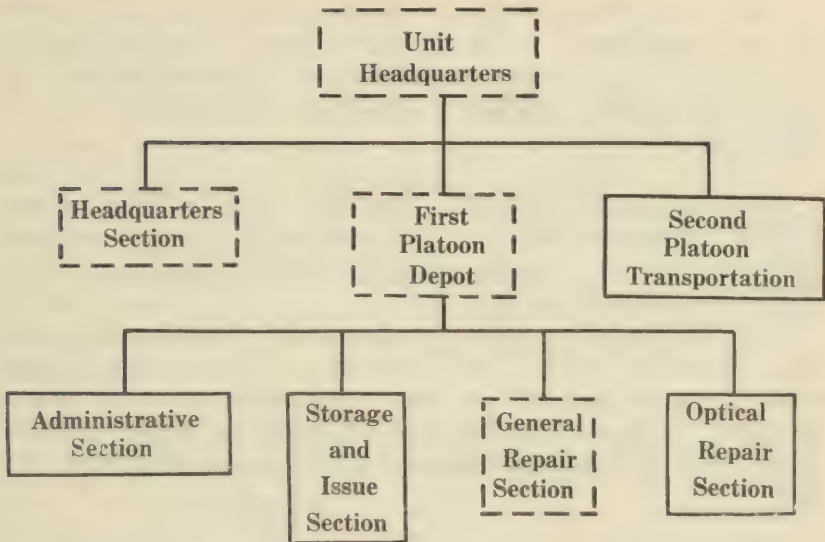 Unit
Headquarters
Headquarters
Section
First
Platoon
Depot
Second
Platoon
Transportation
Administrative
Section
Storage
and
Issue
Section
General
Repair
Section
Optical
Repair
Section